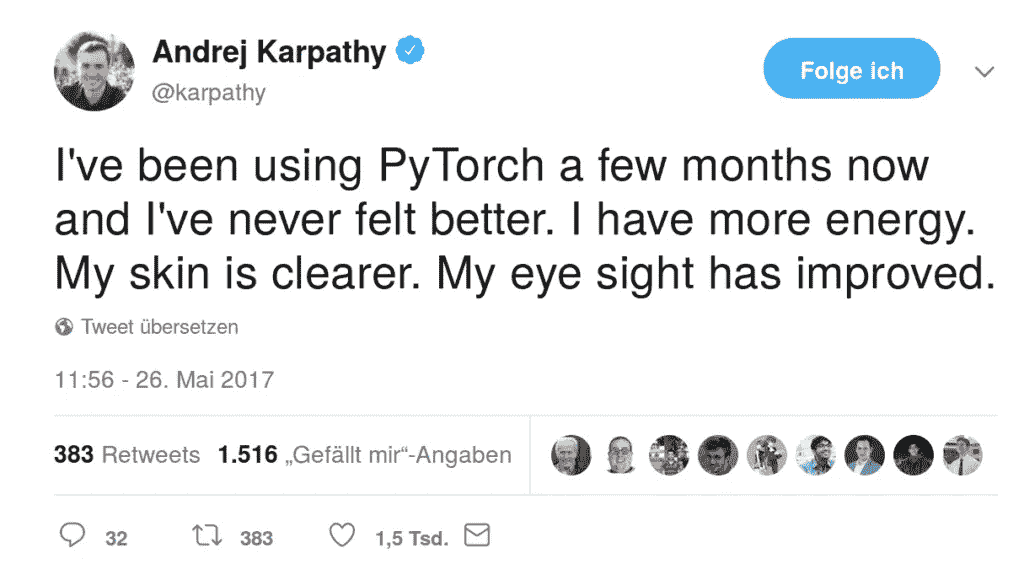 Andrej Karpathy
@karpathy
Folge ich
I've been using PyTorch a few months now
and I've never felt better. I have more energy.
My skin is clearer. My eye sight has improved.
Tweet übersetzen
11:56 - 26. Mai 2017
383 Retweets 1.516 „Gefällt mir“-Angaben
32 383 1,5 Tsd.